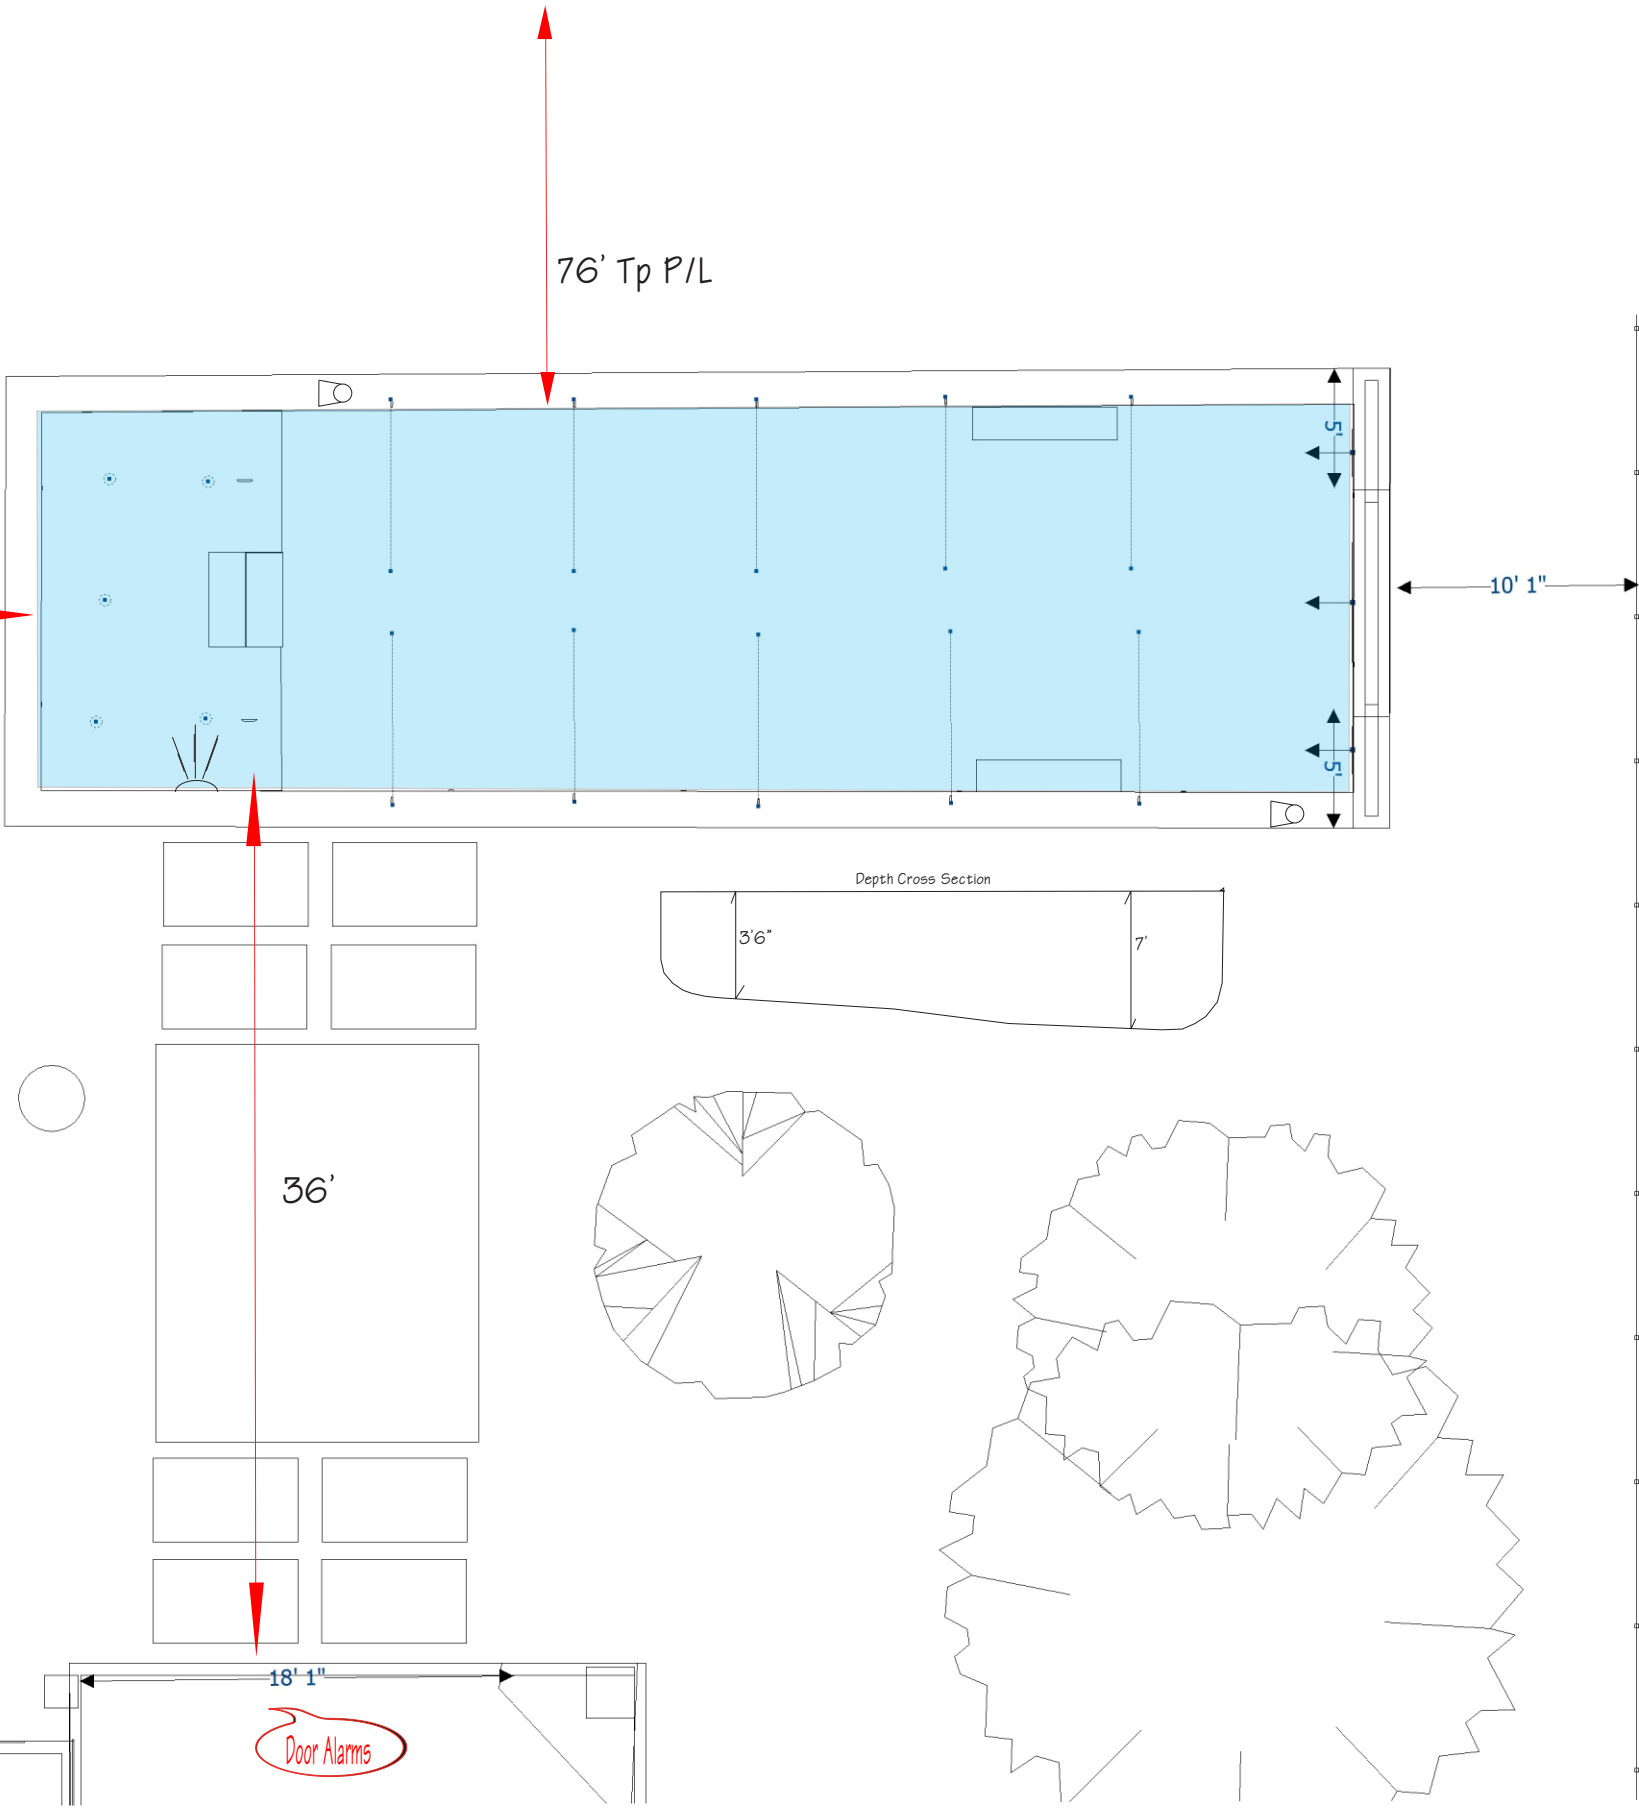 76' Tp P/L
5'
10' 1"
5'
Depth Cross Section
3'6"
7'
36'
18' 1"
Door Alarms